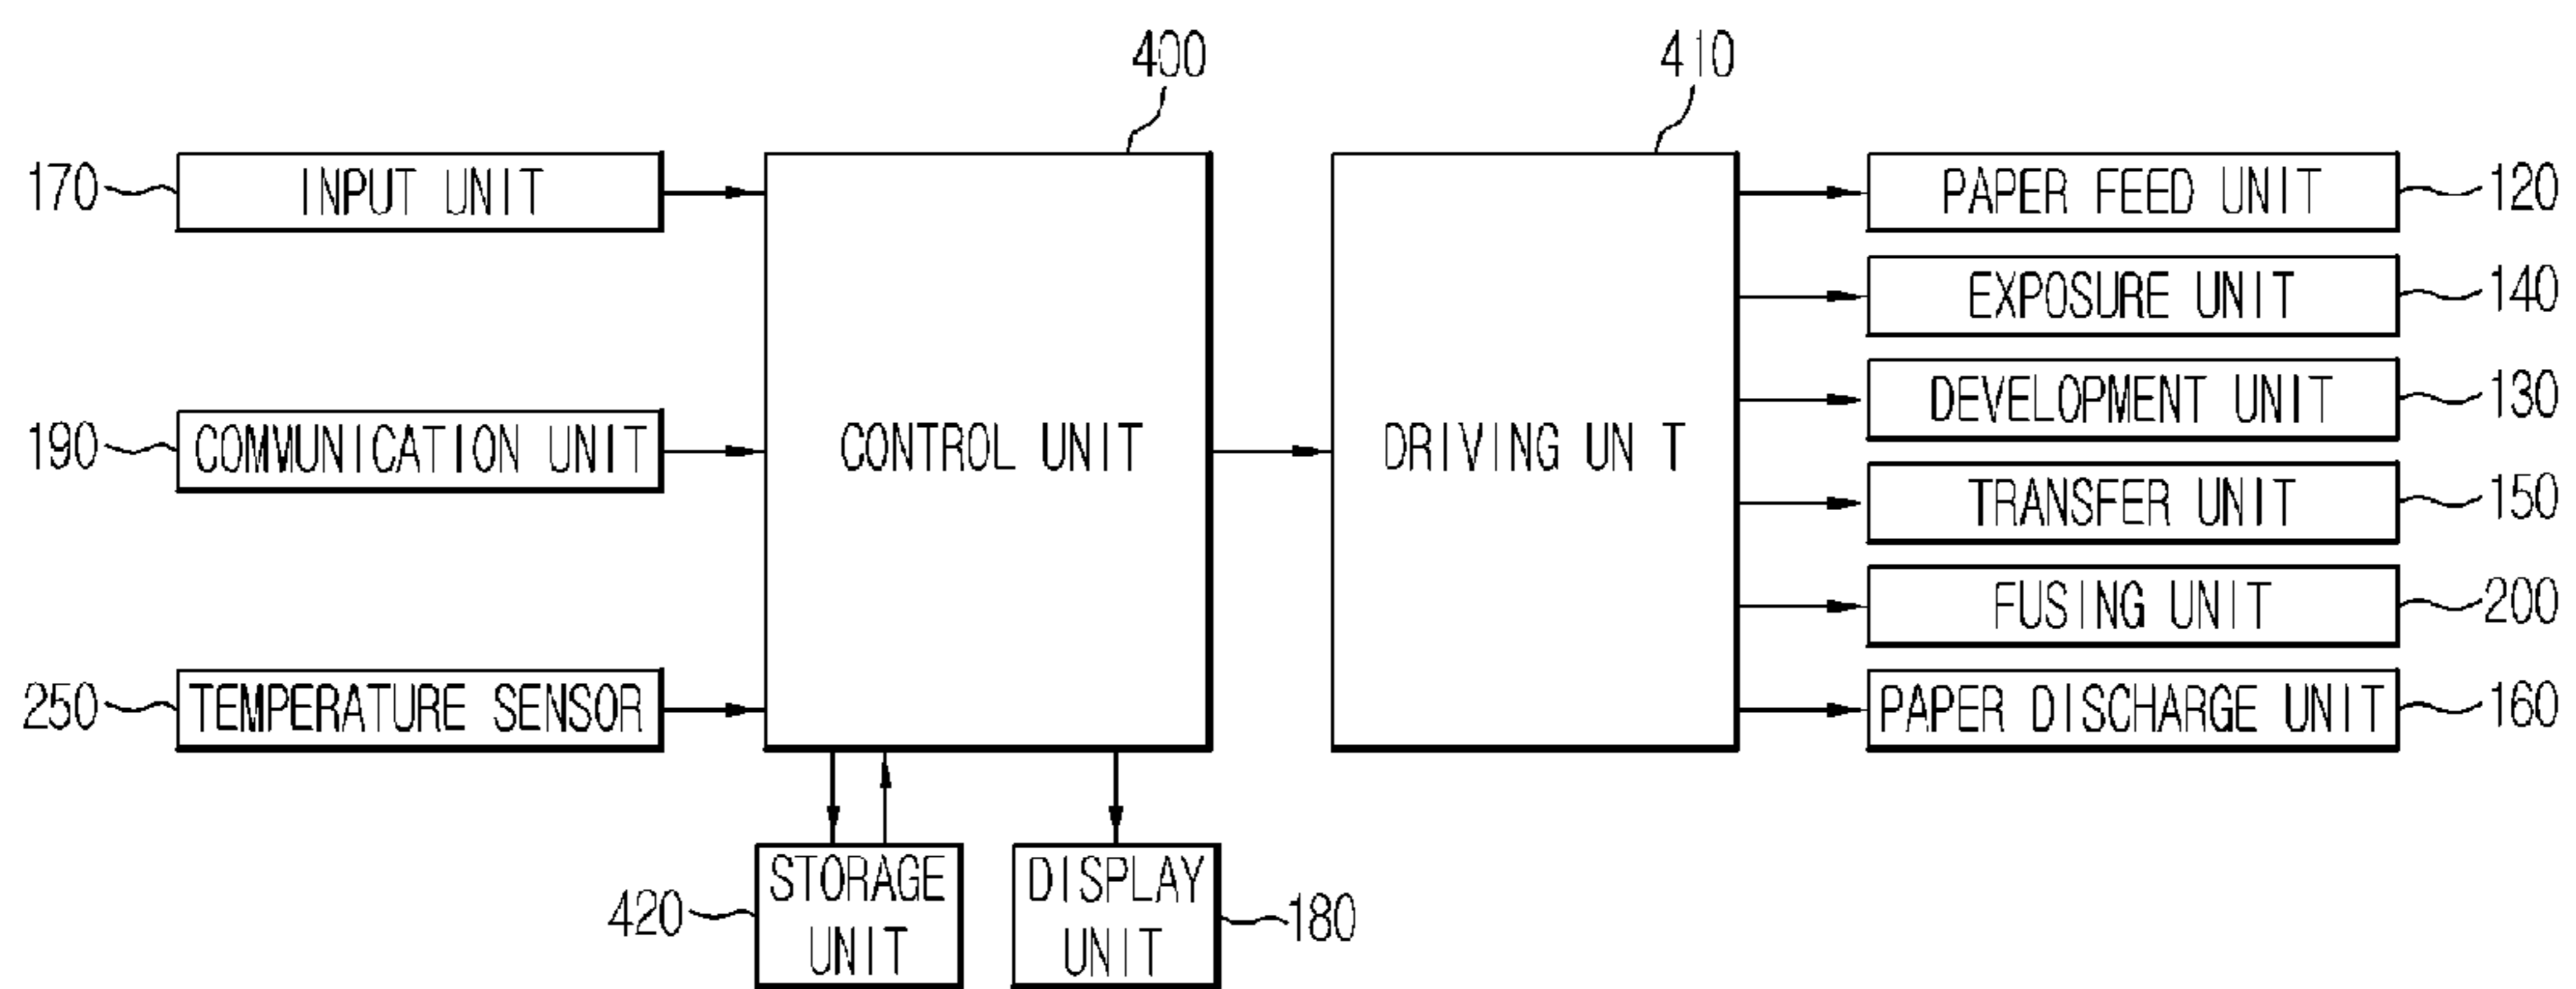 400
410
170
INPUT UNIT
PAPER FEED UNIT
120
EXPOSURE UNIT
140
190
COMMUNICATION UNIT
CONTROL UNIT
DRIVING UN T
DEVELOPMENT UNIT
130
TRANSFER UNIT
150
FUSING UNIT
200
250
TEMPERATURE SENSOR
PAPER DISCHARGE UNIT
160
420
STORAGE
UNIT
DISPLAY
UNIT
180